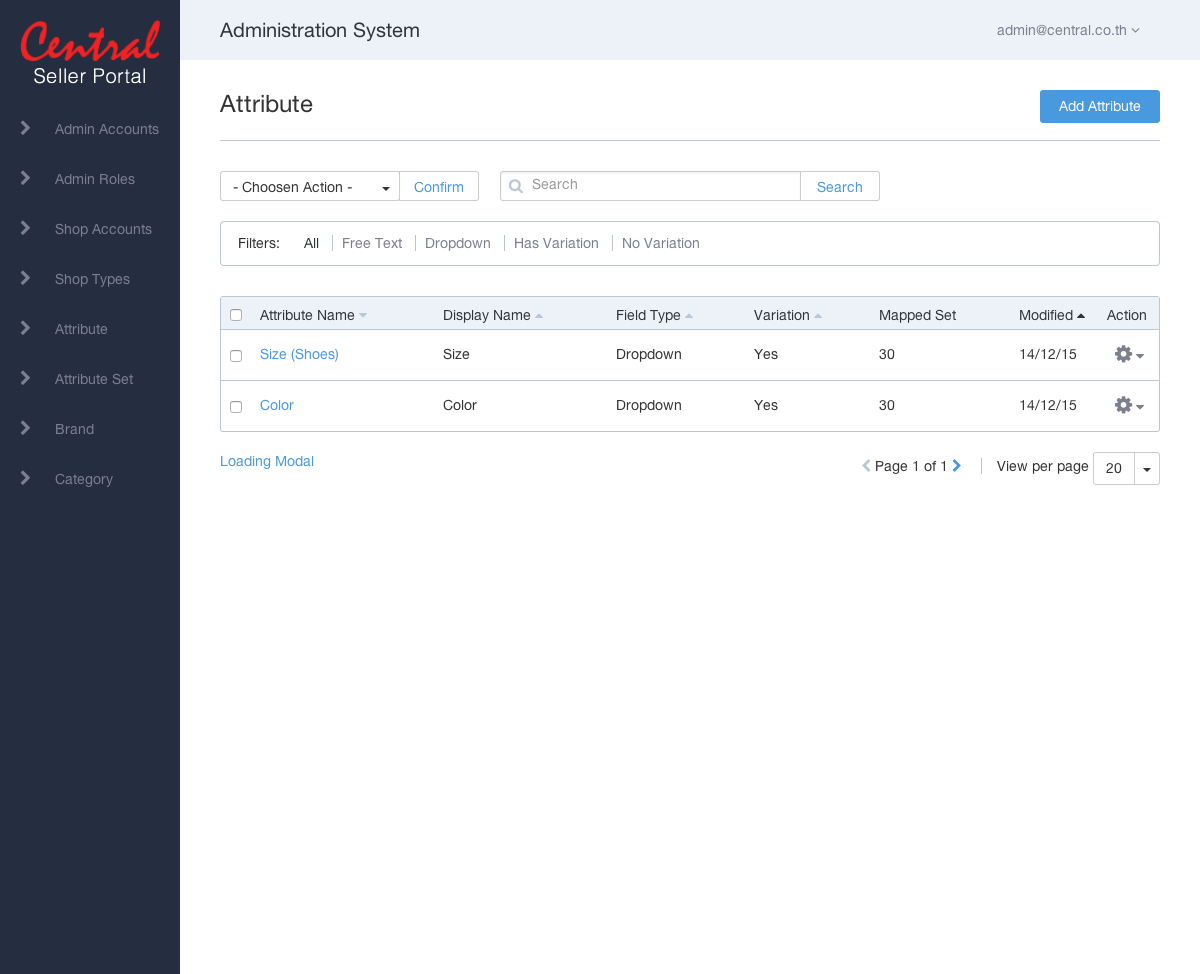 Central
Seller Portal
Admin Accounts
Admin Roles
Shop Accounts
Shop Types
Attribute
Attribute Set
Brand
Category
Administration System
admin@central.co.th
Attribute
Add Attribute
- Choosen Action -
Confirm
Search
Search
Filters: All Free Text Dropdown Has Variation No Variation
Attribute Name Display Name Field Type Variation Mapped Set Modified Action
Size (Shoes) Size Dropdown Yes 30 14/12/15
Color Color Dropdown Yes 30 14/12/15
Loading Modal
Page 1 of 1
View per page 20